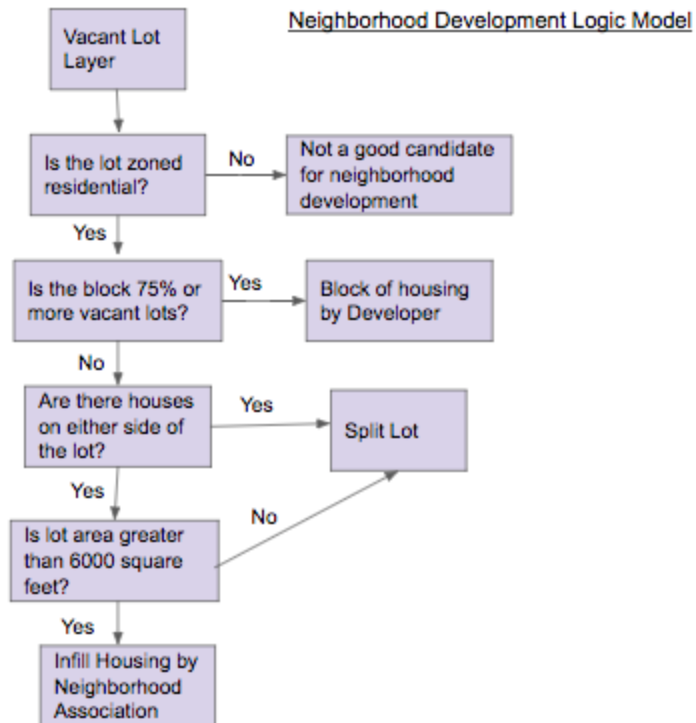 Neighborhood Development Logic Model
Vacant Lot
Layer
Is the lot zoned
residential?
No
Not a good candidate
for neighborhood
development
Yes
Is the block 75% or
more vacant lots?
Yes
Block of housing
by Developer
No
Are there houses
on either side of
the lot?
Yes
Split Lot
Yes
No
Is lot area greater
than 6000 square
feet?
Yes
Infill Housing by
Neighborhood
Association